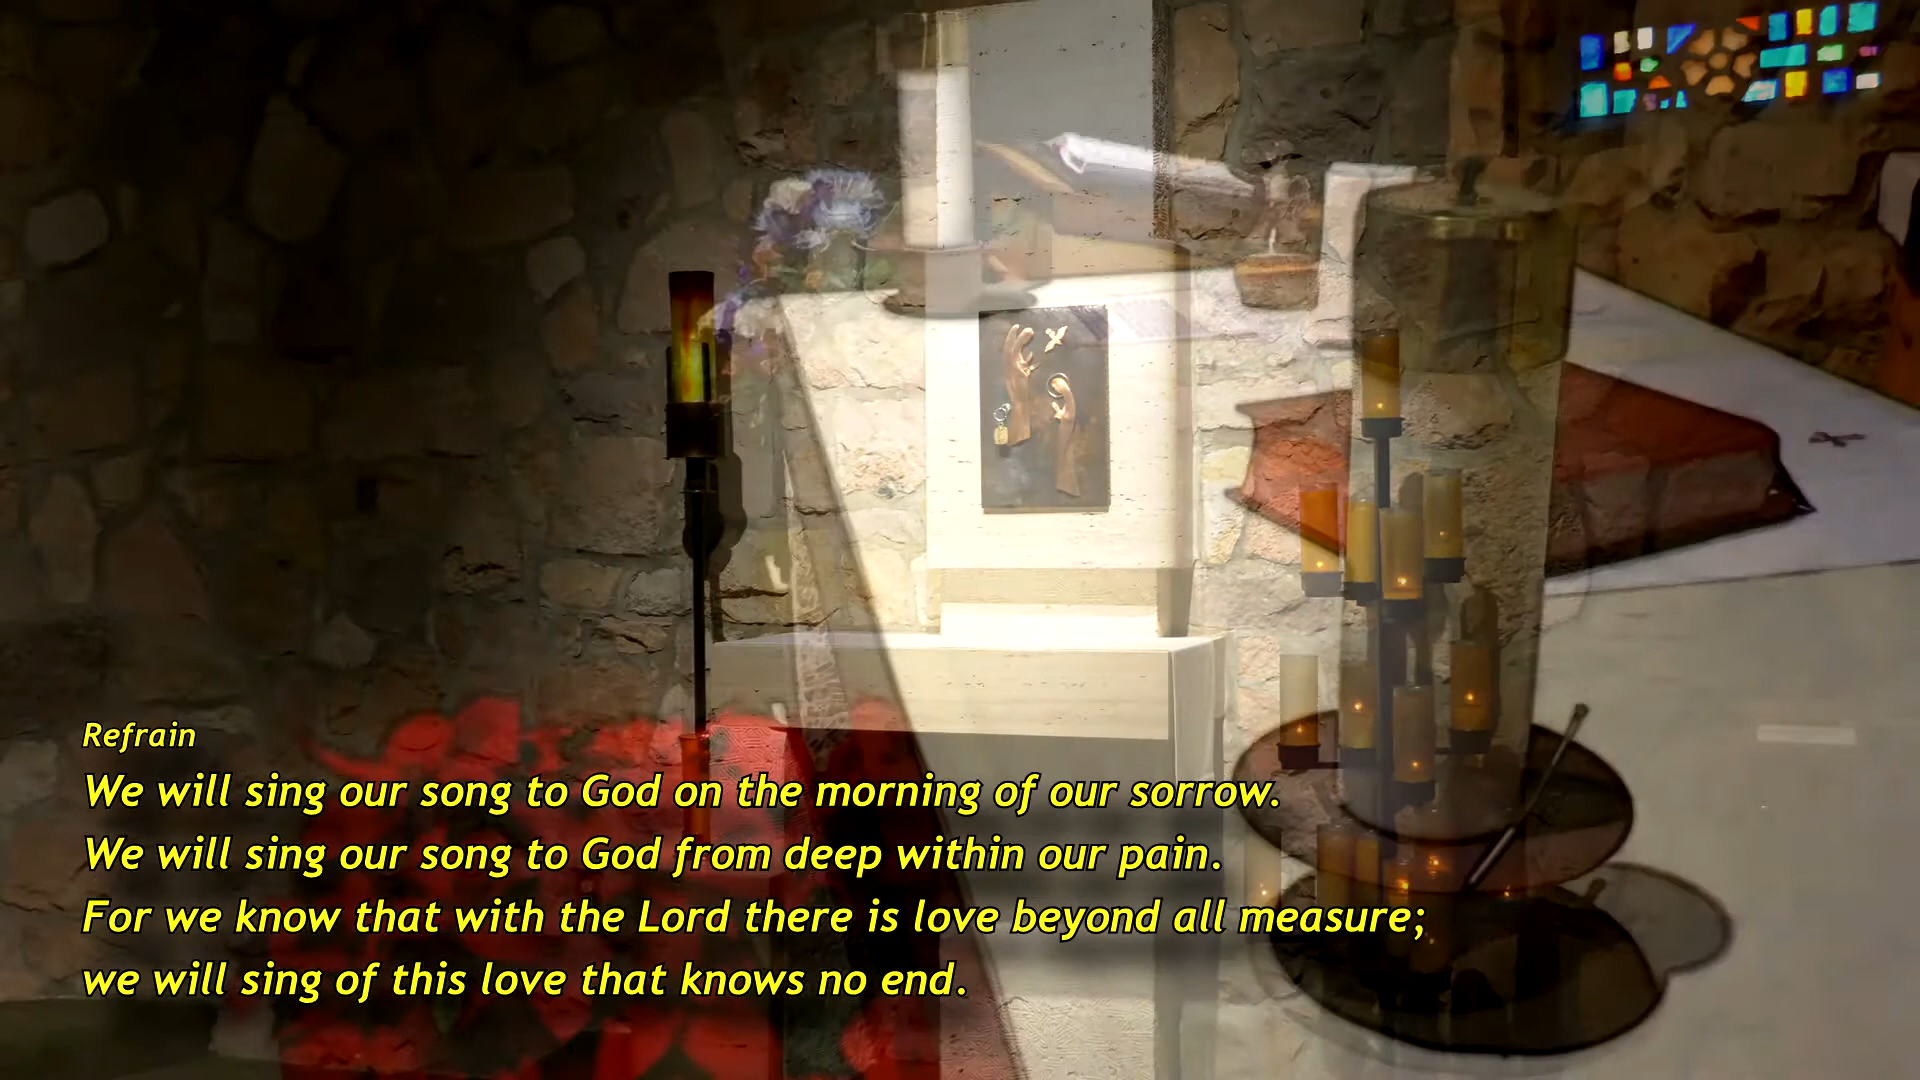 Refrain
We will sing our song to God on the morning of our sorrow.
We will sing our song to God from deep within our pain.
For we know that with the Lord there is love beyond all measure;
we will sing of this love that knows no end.